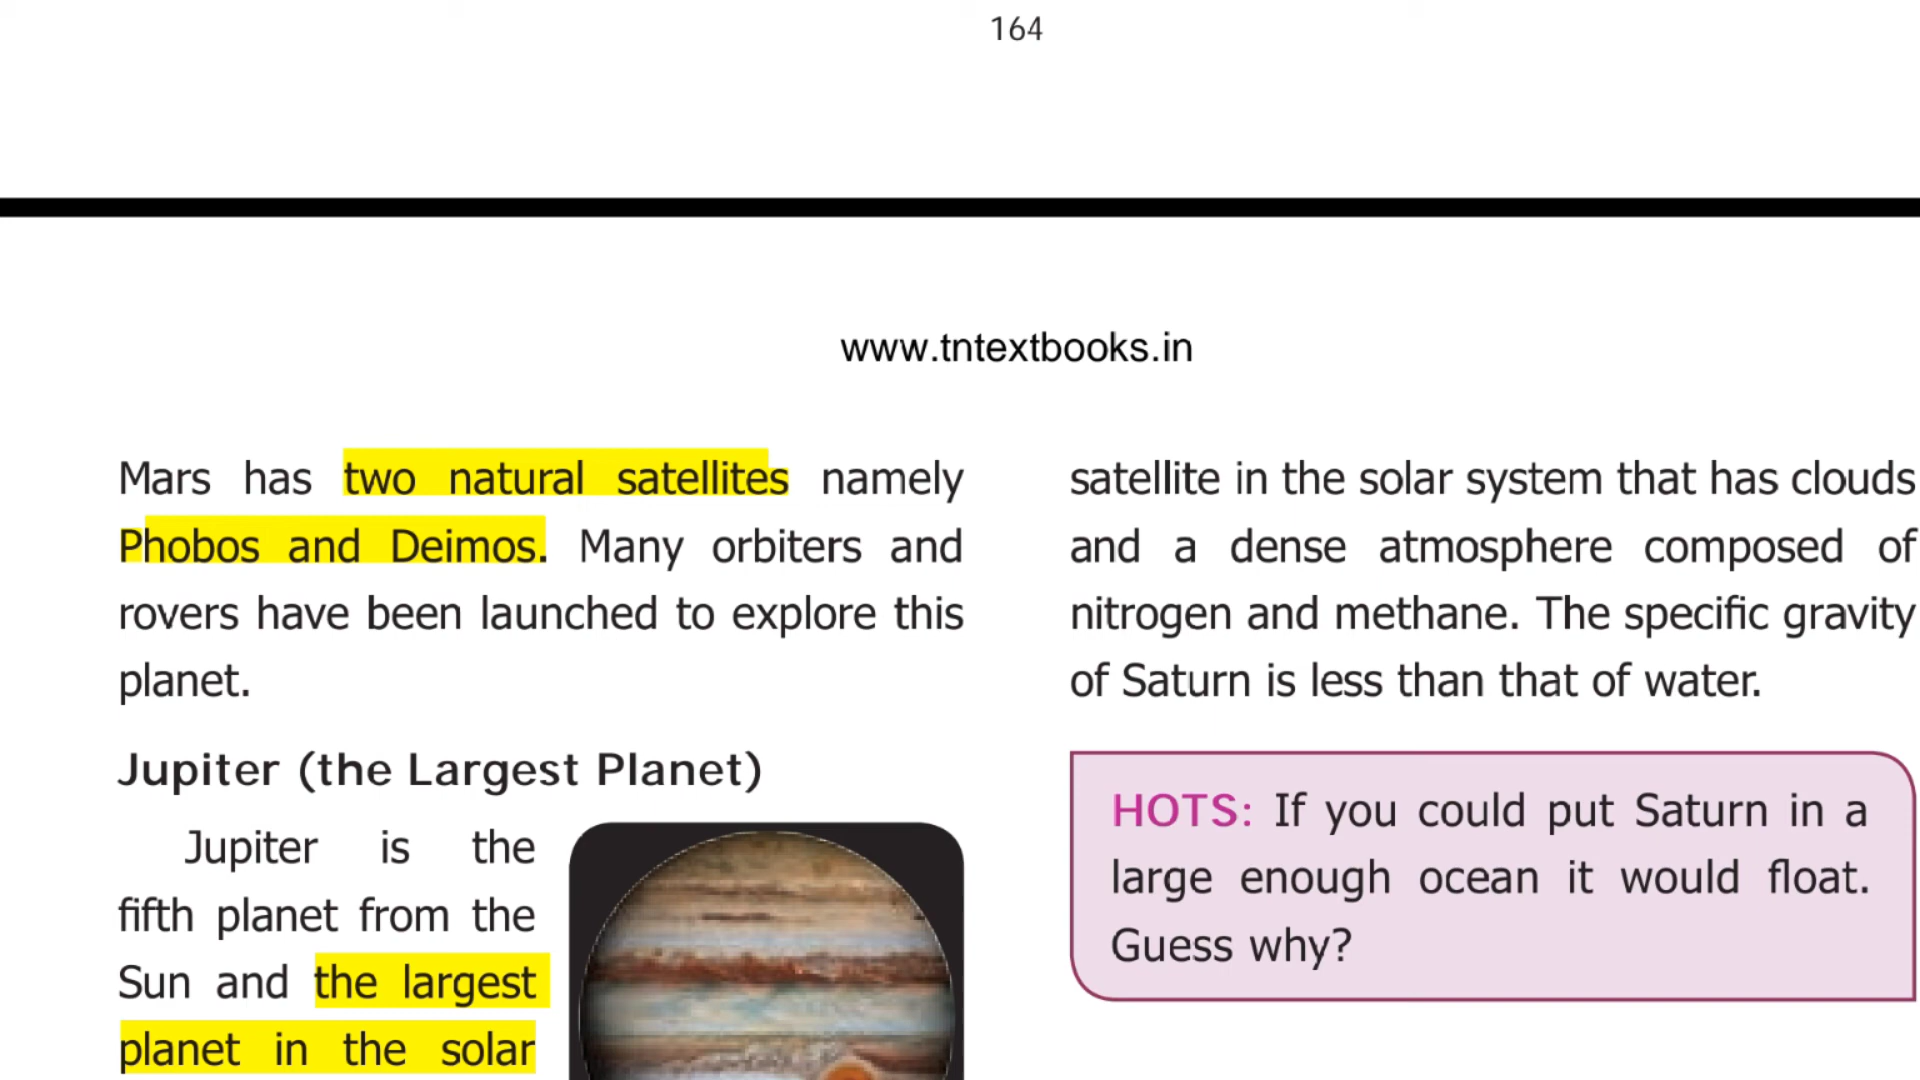 164
www.tntextbooks.in
Mars has two natural satellites namely
Phobos and Deimos. Many orbiters and
rovers have been launched to explore this
planet.
Jupiter (the Largest Planet)
Jupiter is the
fifth planet from the
Sun and the largest
planet in the solar
satellite in the solar system that has clouds
and a dense atmosphere composed of
nitrogen and methane. The specific gravity
of Saturn is less than that of water.
HOTS: If you could put Saturn in a
large enough ocean it would float.
Guess why?